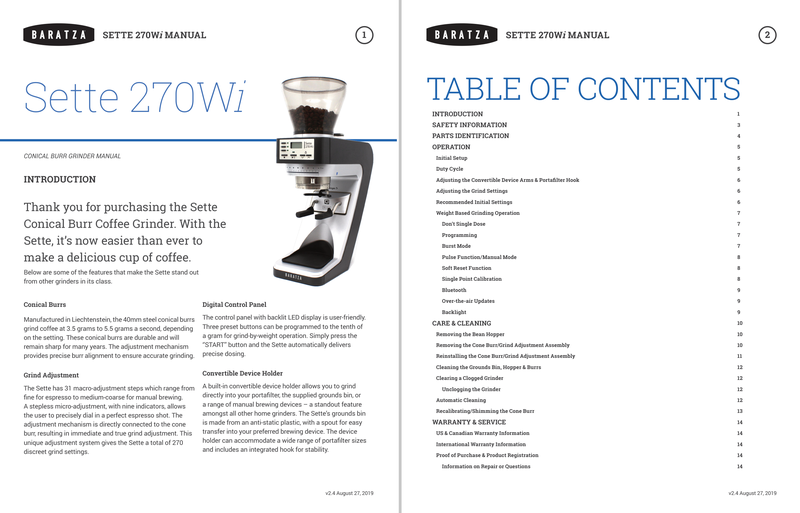 BARATZA
SETTE 270Wi MANUAL
1
Sette 270Wi
CONICAL BURR GRINDER MANUAL
INTRODUCTION
Thank you for purchasing the Sette
Conical Burr Coffee Grinder. With the
Sette, it's now easier than ever to
make a delicious cup of coffee.
Below are some of the features that make the Sette stand out
from other grinders in its class.
Conical Burrs
Manufactured in Liechtenstein, the 40mm steel conical burrs
grind coffee at 3.5 grams to 5.5 grams a second, depending
on the setting. These conical burrs are durable and will
remain sharp for many years. The adjustment mechanism
provides precise burr alignment to ensure accurate grinding.
Grind Adjustment
The Sette has 31 macro-adjustment steps which range from
fine for espresso to medium-coarse for manual brewing.
A stepless micro-adjustment, with nine indicators, allows
the user to precisely dial in a perfect espresso shot. The
adjustment mechanism is directly connected to the cone
burr, resulting in immediate and true grind adjustment. This
unique adjustment system gives the Sette a total of 270
discreet grind settings.
Digital Control Panel
The control panel with backlit LED display is user-friendly.
Three preset buttons can be programmed to the tenth of
a gram for grind-by-weight operation. Simply press the
“START” button and the Sette automatically delivers
precise dosing.
Convertible Device Holder
A built-in convertible device holder allows you to grind
directly into your portafilter, the supplied grounds bin, or
a range of manual brewing devices – a standout feature
amongst all other home grinders. The Sette's grounds bin
is made from an anti-static plastic, with a spout for easy
transfer into your preferred brewing device. The device
holder can accommodate a wide range of portafilter sizes
and includes an integrated hook for stability.
BARATZA
v2.4 August 27, 2019
BARATZA
SETTE 270Wi MANUAL
2
TABLE OF CONTENTS
INTRODUCTION 1
SAFETY INFORMATION 3
PARTS IDENTIFICATION 4
OPERATION 5
Initial Setup 5
Duty Cycle 5
Adjusting the Convertible Device Arms & Portafilter Hook 6
Adjusting the Grind Settings 6
Recommended Initial Settings 6
Weight Based Grinding Operation 7
Don't Single Dose 7
Programming 7
Burst Mode 7
Pulse Function/Manual Mode 8
Soft Reset Function 8
Single Point Calibration 8
Bluetooth 9
Over-the-air Updates 9
Backlight 9
CARE & CLEANING 10
Removing the Bean Hopper 10
Removing the Cone Burr/Grind Adjustment Assembly 10
Reinstalling the Cone Burr/Grind Adjustment Assembly 11
Cleaning the Grounds Bin, Hopper & Burrs 12
Clearing a Clogged Grinder 12
Unclogging the Grinder 12
Automatic Cleaning 12
Recalibrating/Shimming the Cone Burr 13
WARRANTY & SERVICE 14
US & Canadian Warranty Information 14
International Warranty Information 14
Proof of Purchase & Product Registration 14
Information on Repair or Questions 14
v2.4 August 27, 2019